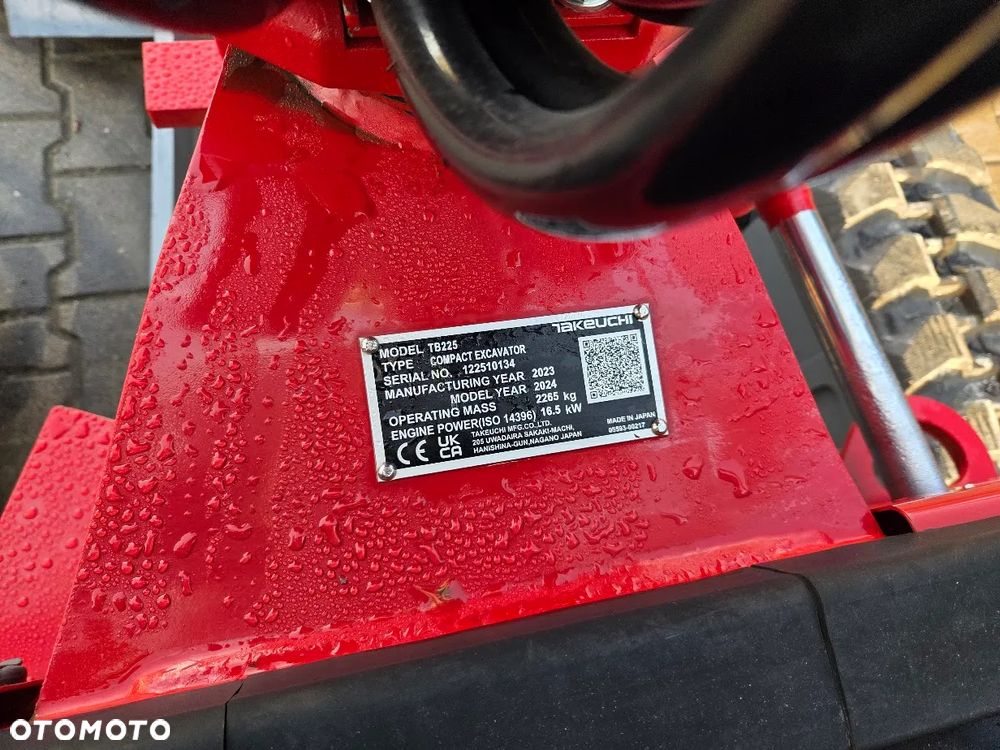 TAKEUCHI
MODEL TB225
TYPE COMPACT EXCAVATOR
SERIAL NO. 122510134
MANUFACTURING YEAR 2023
MODEL YEAR 2024
OPERATING MASS 2265 kg
ENGINE POWER(ISO 14396) 16.5 kW
CE UK CA
TAKEUCHI MFG.CO.,LTD.
205 UWADAIRA SAKAKI-MACHI,
HANISHINA-GUN,NAGANO JAPAN
MADE IN JAPAN
05593-00217
OTOMOTO